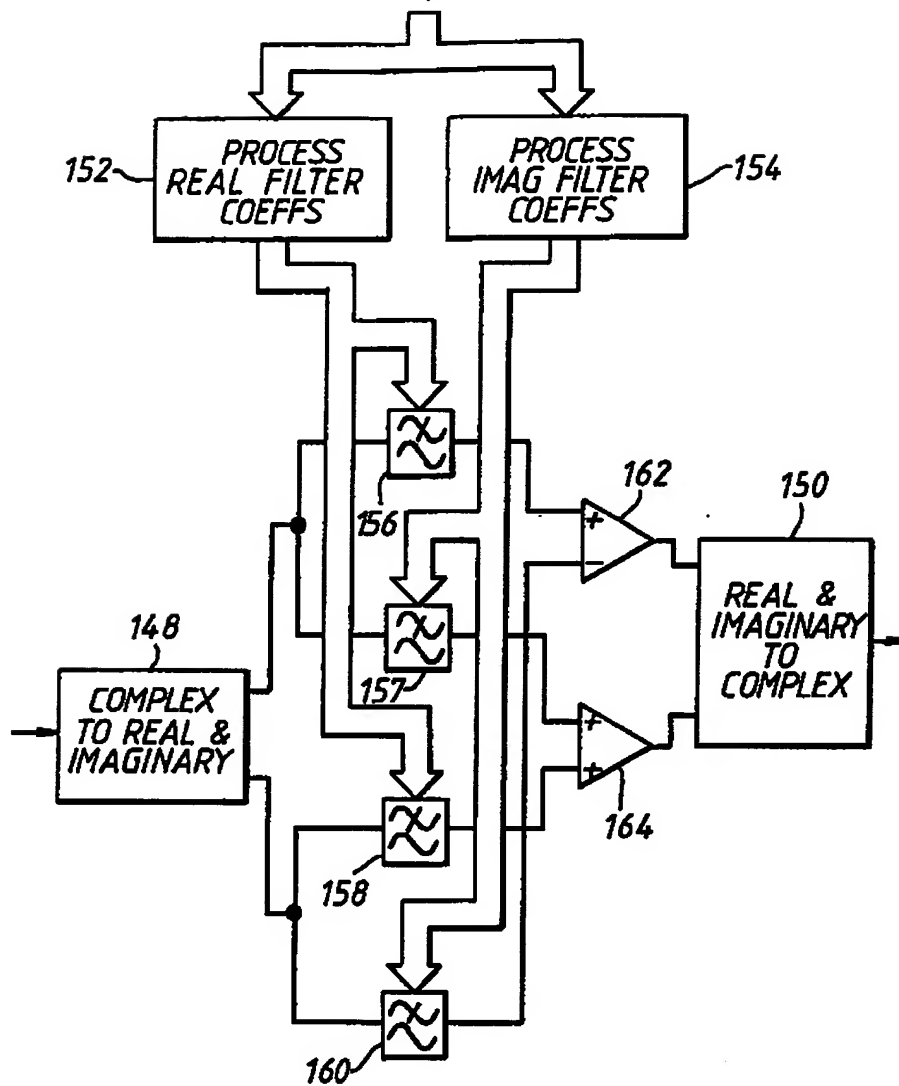 152
PROCESS
REAL FILTER
COEFFS
PROCESS
IMAG FILTER
COEFFS
154
156
162
+
−
150
REAL &
IMAGINARY
TO
COMPLEX
148
COMPLEX
TO REAL &
IMAGINARY
157
+
+
164
158
160